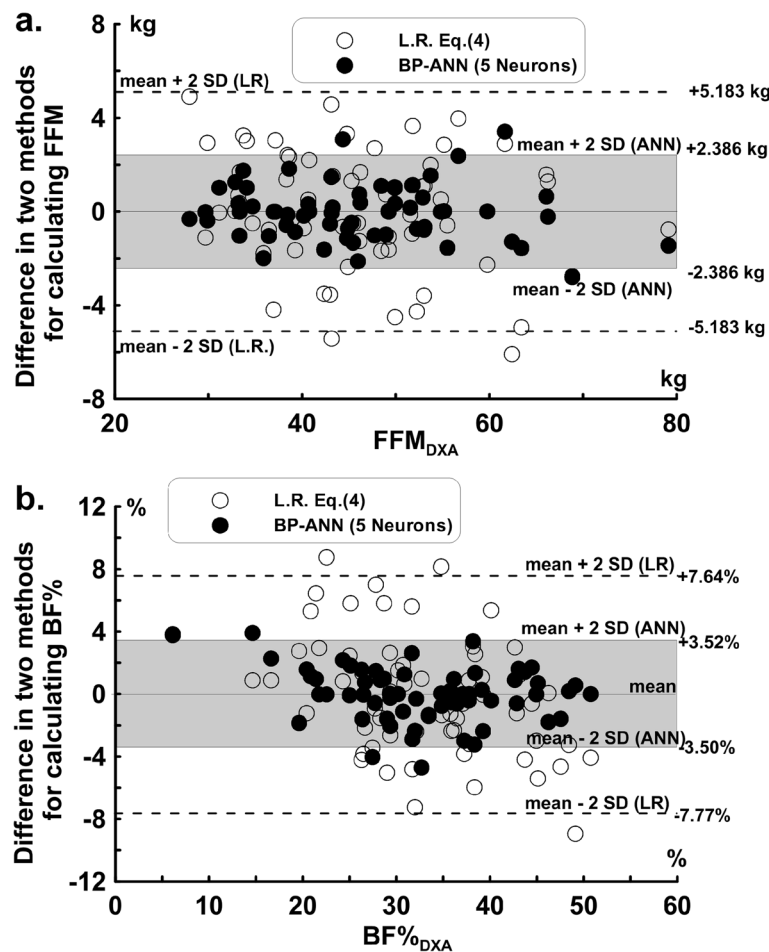 a.
kg
8
4
0
-4
-8
Difference in two methods
for calculating FFM
L.R. Eq.(4)
BP-ANN (5 Neurons)
mean + 2 SD (LR)
+5.183 kg
mean + 2 SD (ANN)
+2.386 kg
-2.386 kg
mean - 2 SD (ANN)
-5.183 kg
mean - 2 SD (L.R.)
kg
20 40 60 80
FFM DXA
b.
%
12
8
4
0
-4
-8
-12
Difference in two methods
for calculating BF%
L.R. Eq.(4)
BP-ANN (5 Neurons)
mean + 2 SD (LR)
+7.64%
mean + 2 SD (ANN)
+3.52%
mean
mean - 2 SD (ANN)
-3.50%
mean - 2 SD (LR)
-7.77%
%
0 10 20 30 40 50 60
BF% DXA